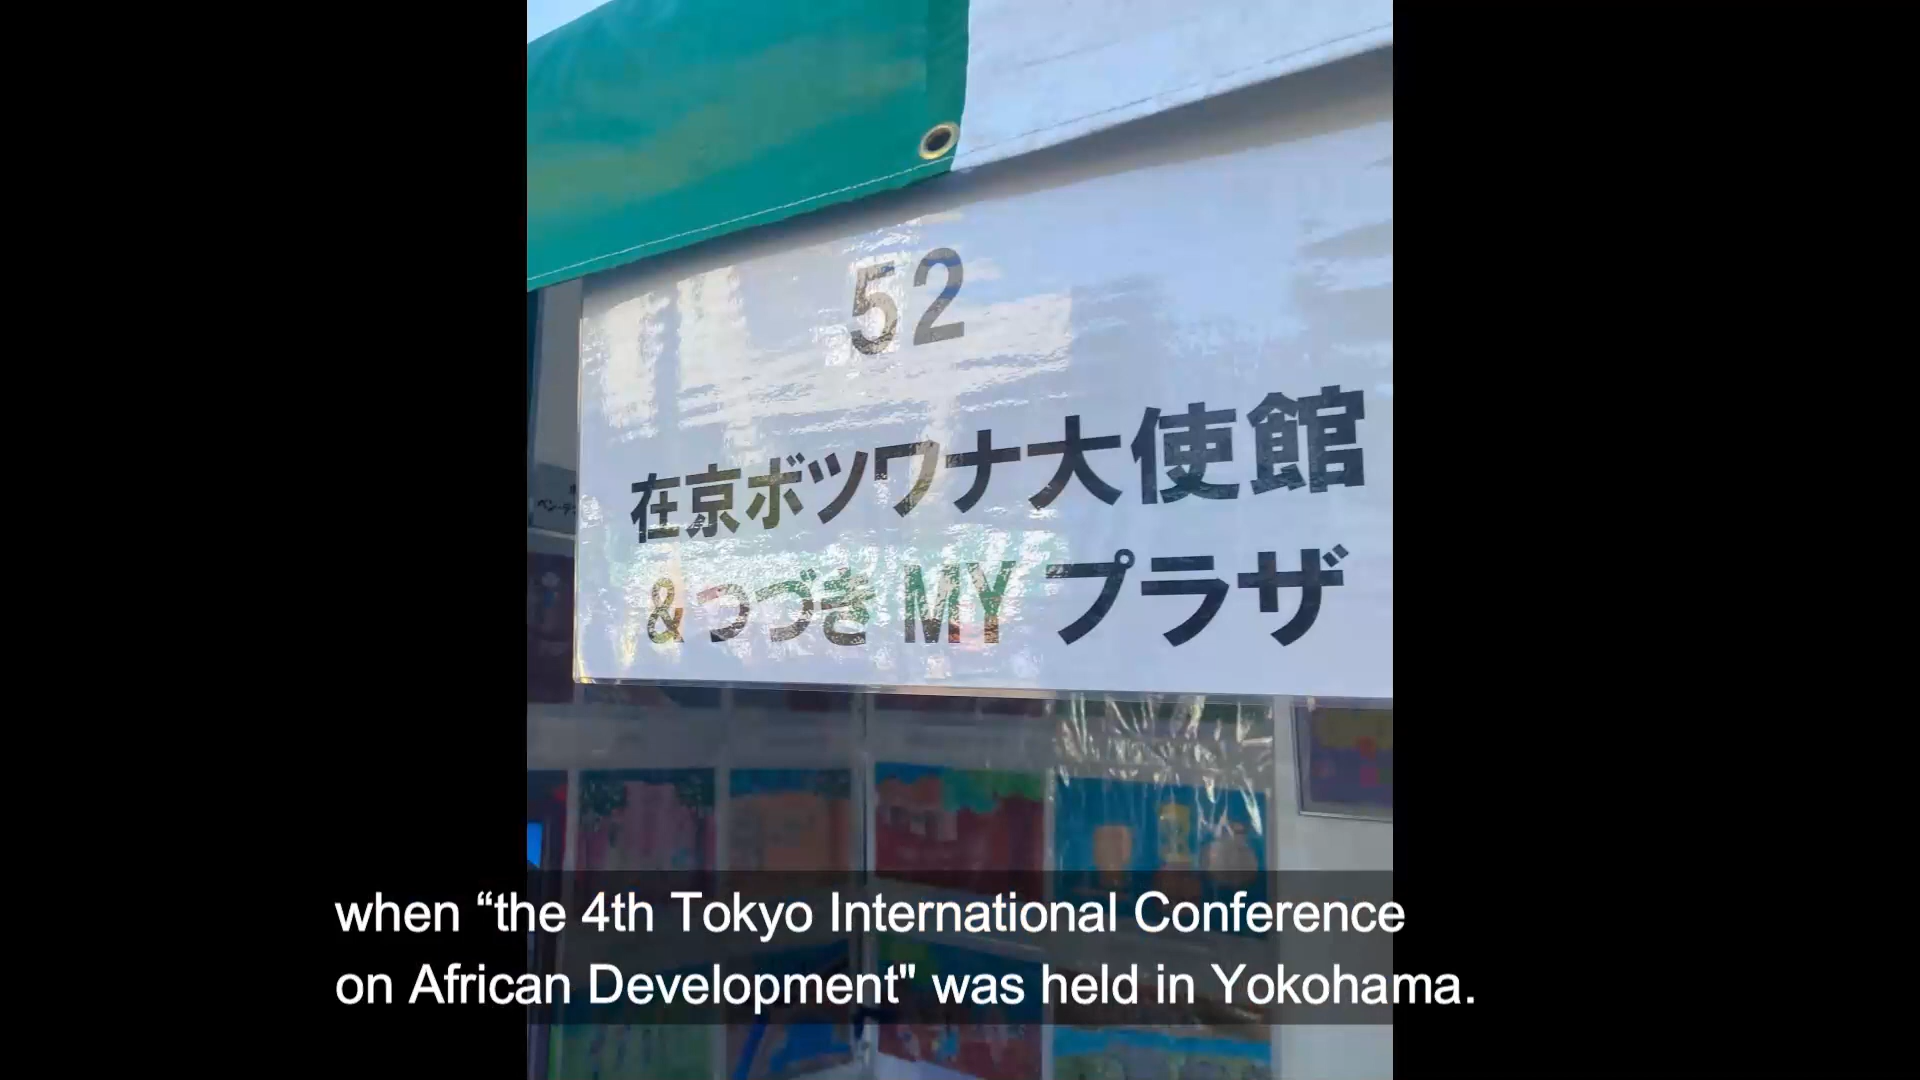 52
在京ボツワナ大使館
&つづき MY プラザ
when “the 4th Tokyo International Conference
on African Development" was held in Yokohama.